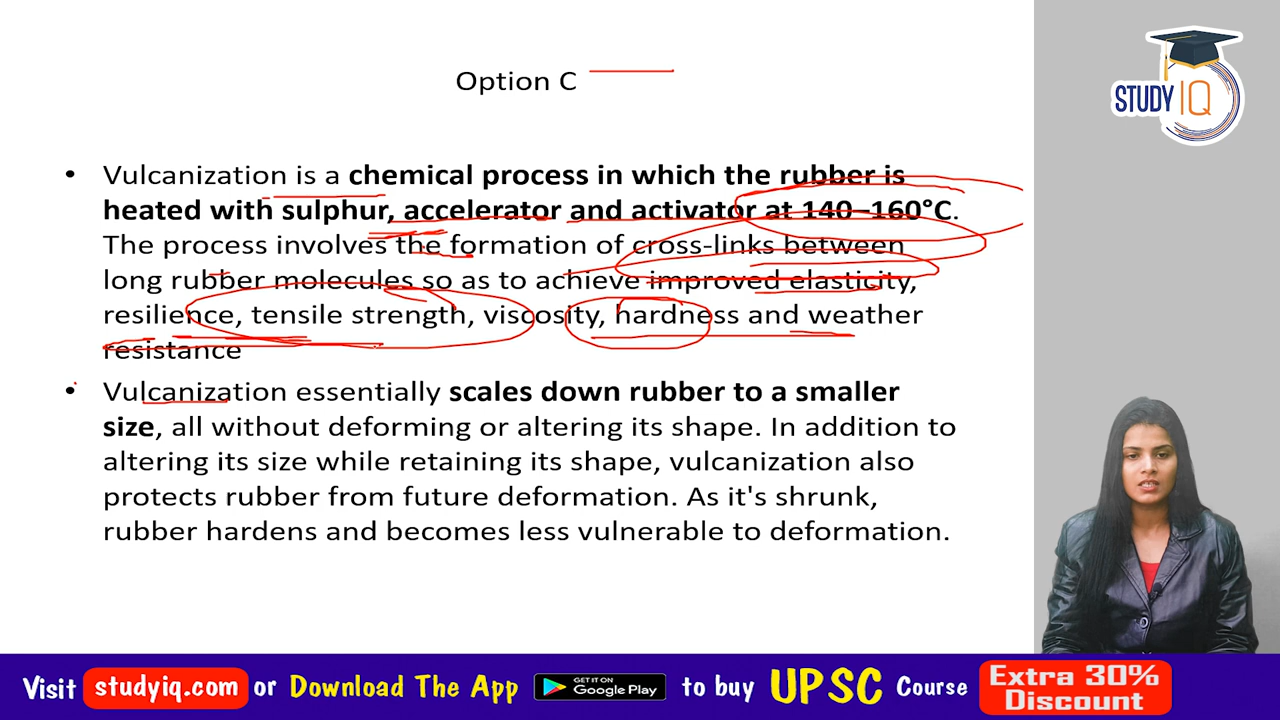 Option C
STUDY IQ
• Vulcanization is a chemical process in which the rubber is
heated with sulphur, accelerator and activator at 140–160°C.
The process involves the formation of cross-links between
long rubber molecules so as to achieve improved elasticity,
resilience, tensile strength, viscosity, hardness and weather
resistance
• Vulcanization essentially scales down rubber to a smaller
size, all without deforming or altering its shape. In addition to
altering its size while retaining its shape, vulcanization also
protects rubber from future deformation. As it's shrunk,
rubber hardens and becomes less vulnerable to deformation.
Visit studyiq.com or Download The App GET IT ON Google Play to buy UPSC Course Extra 30% Discount